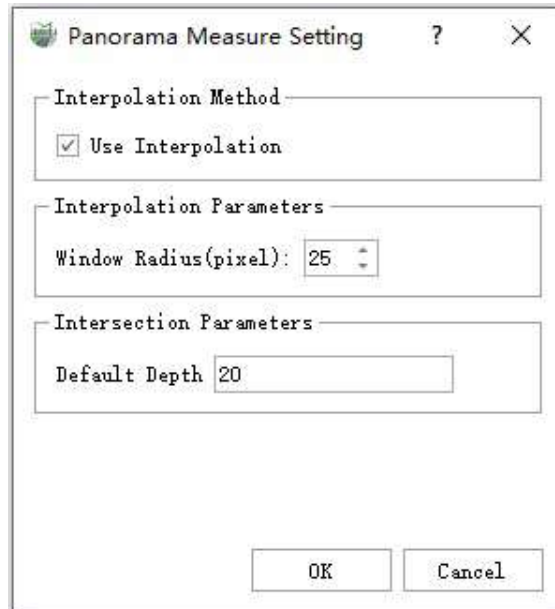 Panorama Measure Setting ? ×
Interpolation Method
Use Interpolation
Interpolation Parameters
Window Radius(pixel): 25
Intersection Parameters
Default Depth 20
OK Cancel